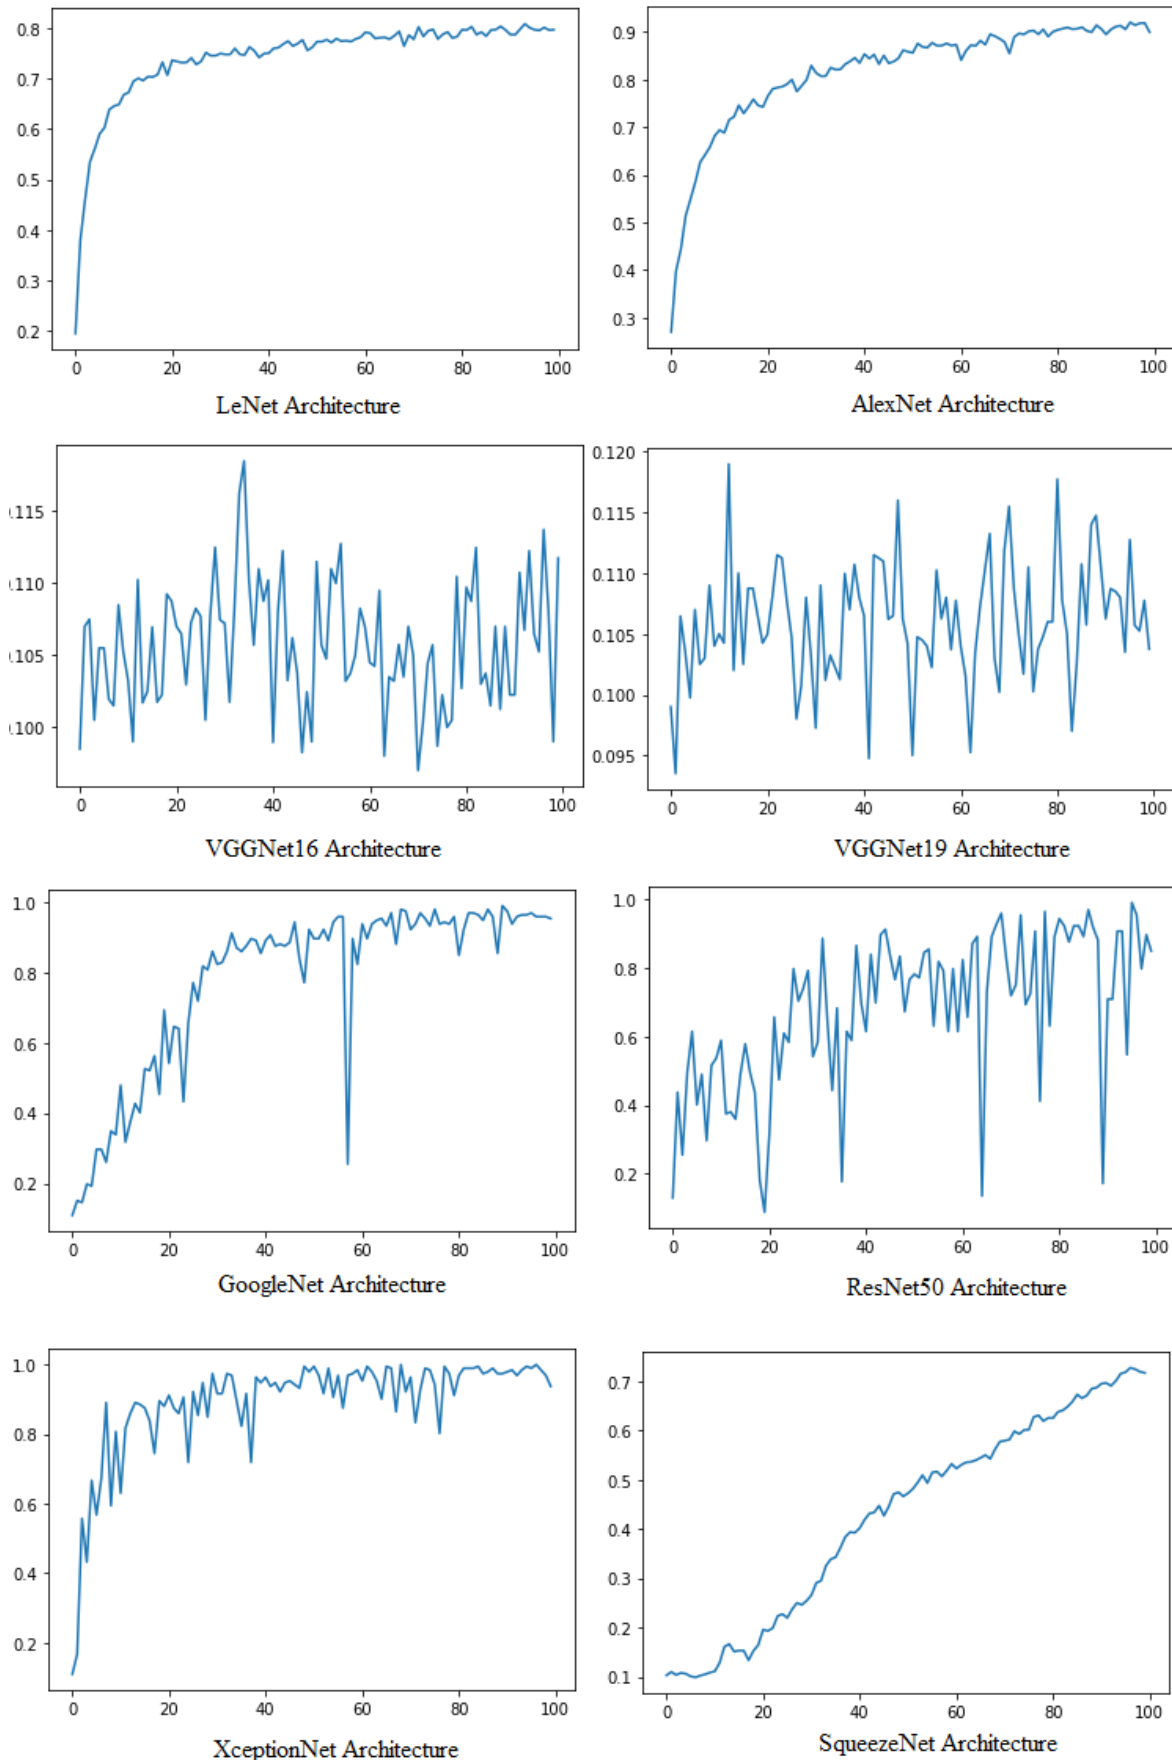 0.8
0.7
0.6
0.5
0.4
0.3
0.2
0 20 40 60 80 100
LeNet Architecture
0.9
0.8
0.7
0.6
0.5
0.4
0.3
0 20 40 60 80 100
AlexNet Architecture
.115
0.110
0.105
.100
0 20 40 60 80 100
VGGNet16 Architecture
0.120
0.115
0.110
0.105
0.100
0.095
0 20 40 60 80 100
VGGNet19 Architecture
1.0
0.8
0.6
0.4
0.2
0 20 40 60 80 100
GoogleNet Architecture
1.0
0.8
0.6
0.4
0.2
0 20 40 60 80 100
ResNet50 Architecture
1.0
0.8
0.6
0.4
0.2
0 20 40 60 80 100
XceptionNet Architecture
0.7
0.6
0.5
0.4
0.3
0.2
0.1
0 20 40 60 80 100
SqueezeNet Architecture